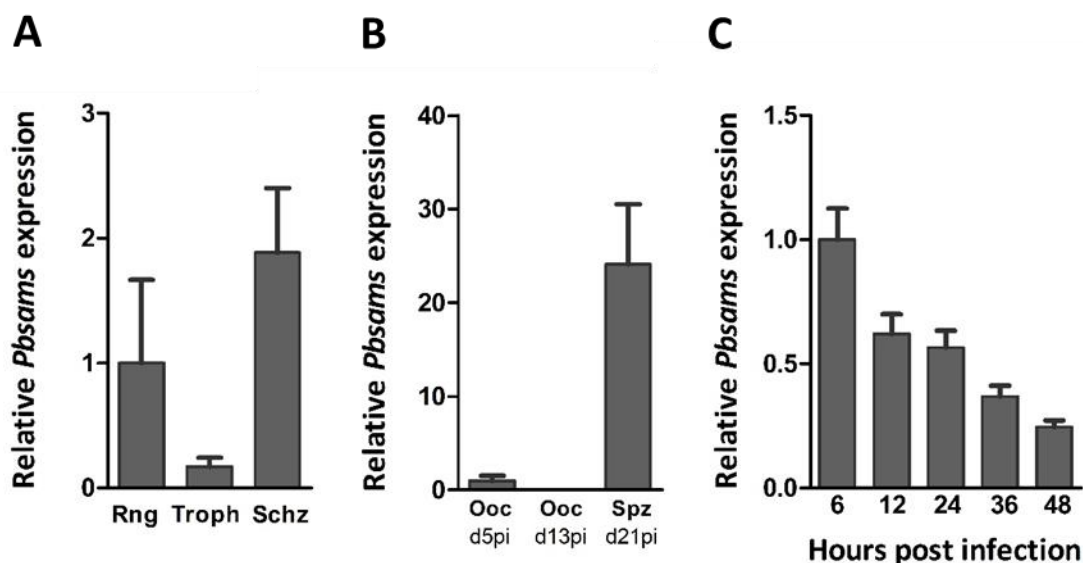 A
Relative Pbsams expression
3
2
1
0
Rng Troph Schz
B
Relative Pbsams expression
40
30
20
10
0
Ooc Ooc Spz
d5pi d13pi d21pi
C
Relative Pbsams expression
1.5
1.0
0.5
0.0
6 12 24 36 48
Hours post infection